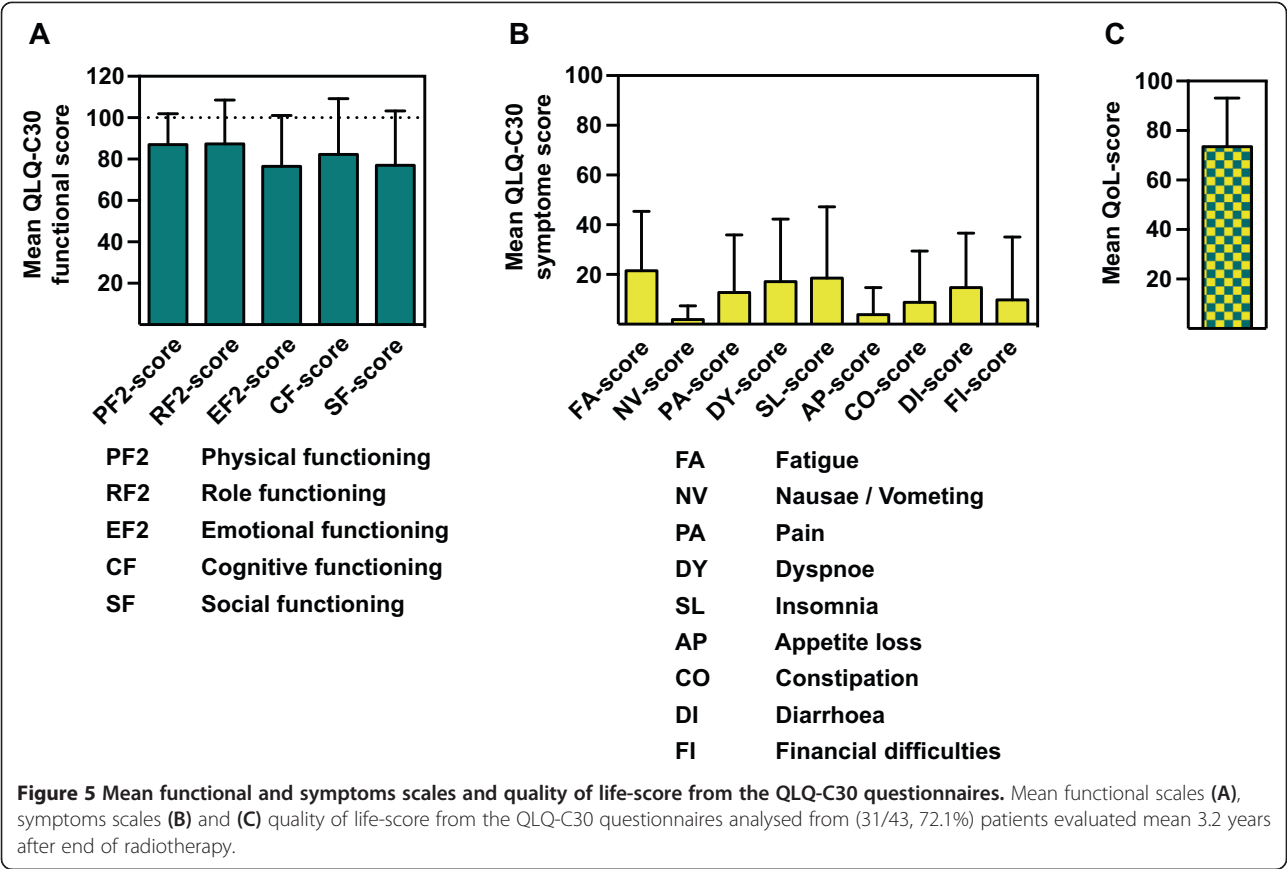 A
Mean QLQ-C30
functional score
120
100
80
60
40
20
PF2-score
RF2-score
EF2-score
CF-score
SF-score
PF2 Physical functioning
RF2 Role functioning
EF2 Emotional functioning
CF Cognitive functioning
SF Social functioning
B
Mean QLQ-C30
symptome score
100
80
60
40
20
FA-score
NV-score
PA-score
DY-score
SL-score
AP-score
CO-score
DI-score
FI-score
FA Fatigue
NV Nausae / Vometing
PA Pain
DY Dyspnoe
SL Insomnia
AP Appetite loss
CO Constipation
DI Diarrhoea
FI Financial difficulties
C
Mean QoL-score
100
80
60
40
20
Figure 5 Mean functional and symptoms scales and quality of life-score from the QLQ-C30 questionnaires. Mean functional scales (A),
symptoms scales (B) and (C) quality of life-score from the QLQ-C30 questionnaires analysed from (31/43, 72.1%) patients evaluated mean 3.2 years
after end of radiotherapy.